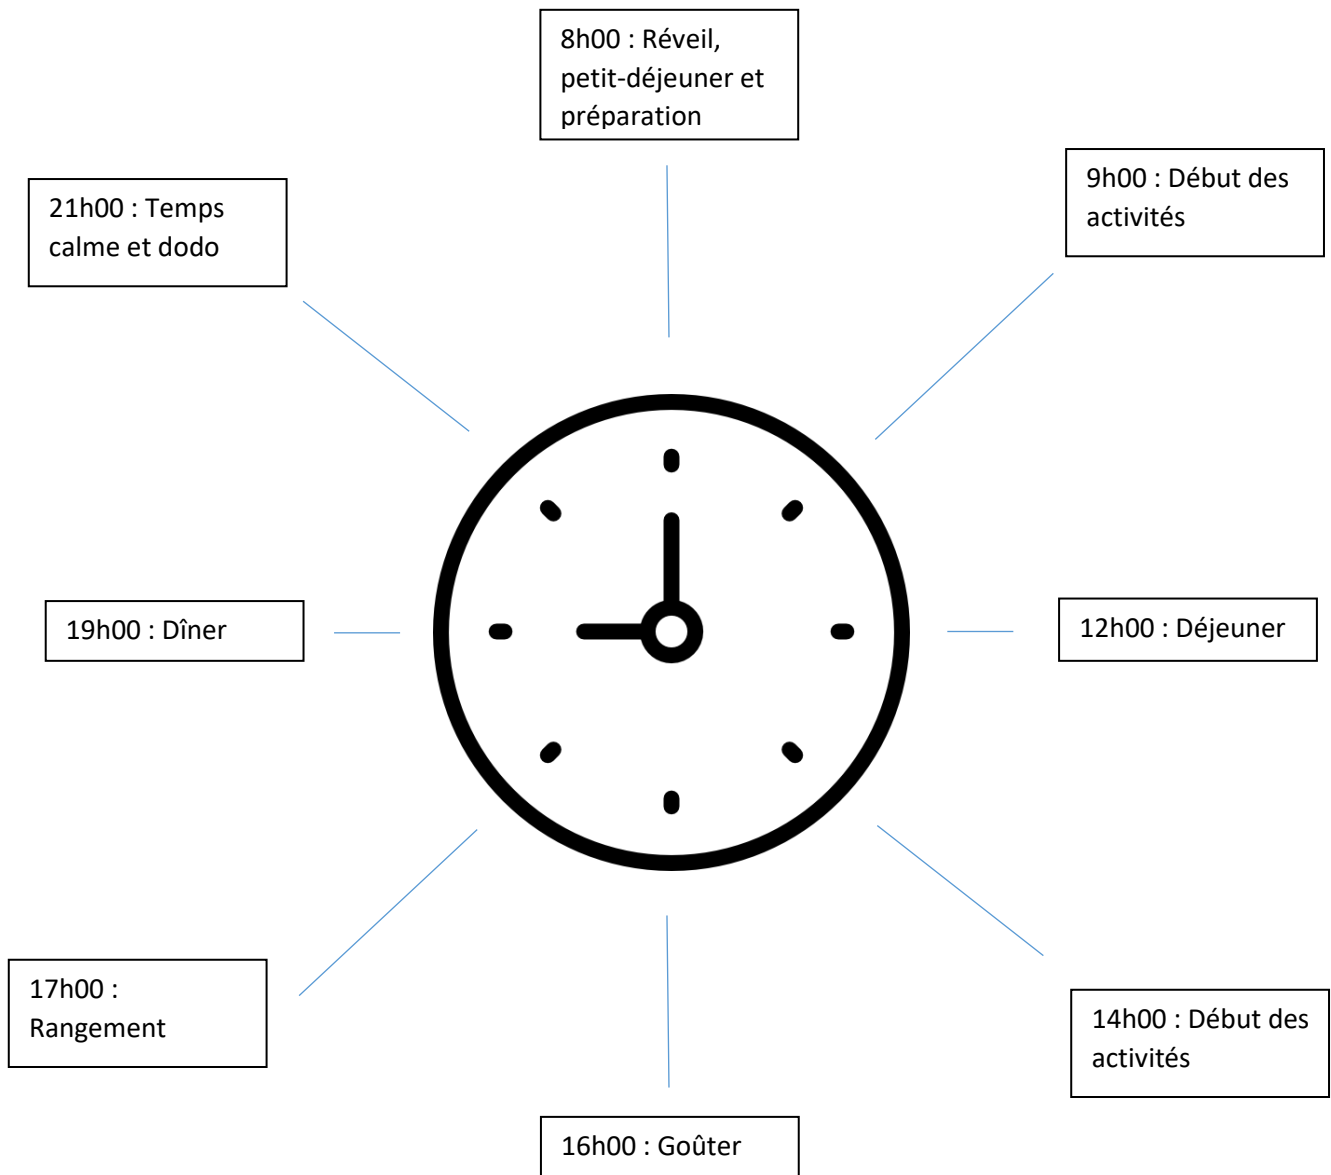 8h00 : Réveil,
petit-déjeuner et
préparation
9h00 : Début des
activités
12h00 : Déjeuner
14h00 : Début des
activités
16h00 : Goûter
17h00 :
Rangement
19h00 : Dîner
21h00 : Temps
calme et dodo